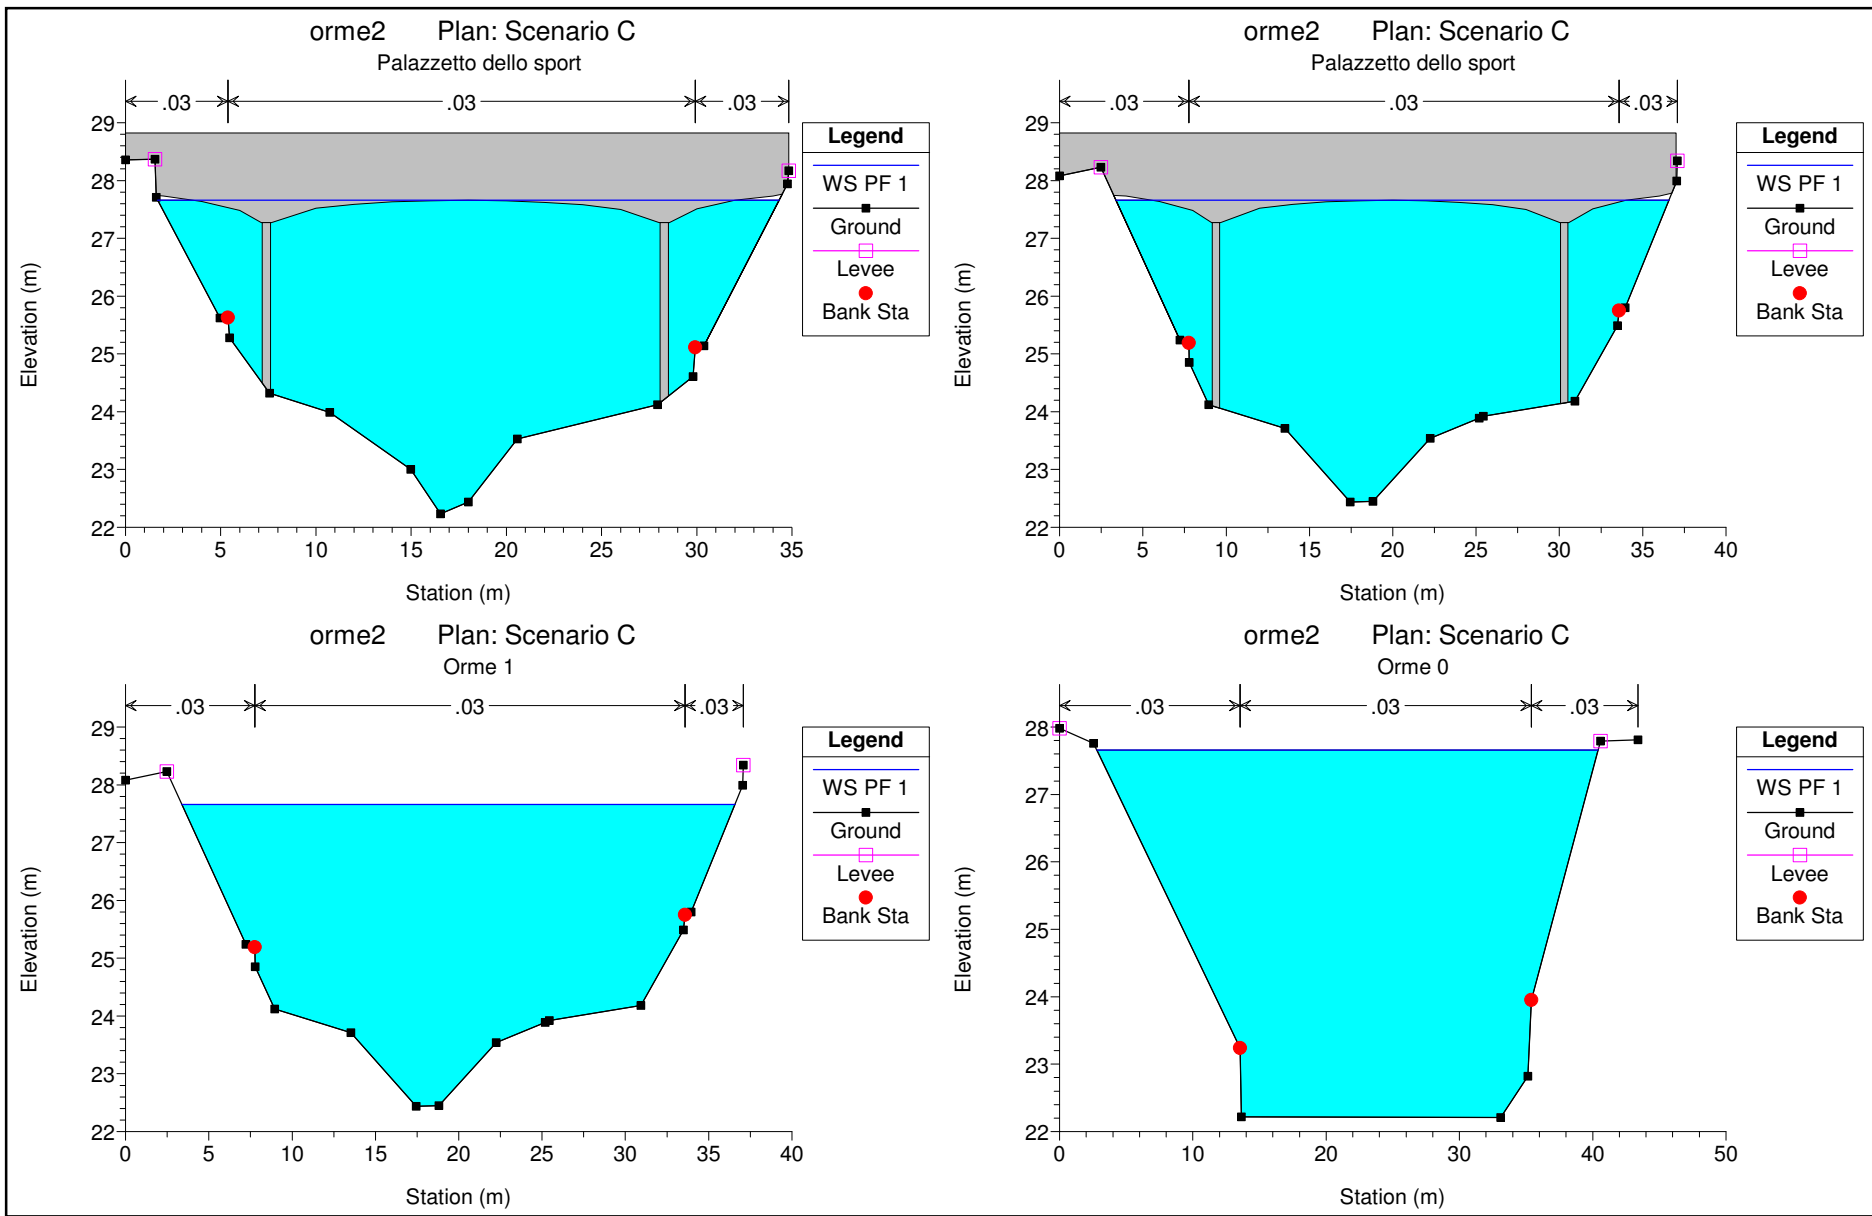 orme2 Plan: Scenario C
Palazzetto dello sport
.03 .03 .03
29
28
27
26
25
24
23
22
0 5 10 15 20 25 30 35
Station (m)
Elevation (m)
Legend
WS PF 1
Ground
Levee
Bank Sta
orme2 Plan: Scenario C
Palazzetto dello sport
.03 .03 .03
29
28
27
26
25
24
23
22
0 5 10 15 20 25 30 35 40
Station (m)
Elevation (m)
Legend
WS PF 1
Ground
Levee
Bank Sta
orme2 Plan: Scenario C
Orme 1
.03 .03 .03
29
28
27
26
25
24
23
22
0 5 10 15 20 25 30 35 40
Station (m)
Elevation (m)
Legend
WS PF 1
Ground
Levee
Bank Sta
orme2 Plan: Scenario C
Orme 0
.03 .03 .03
28
27
26
25
24
23
22
0 10 20 30 40 50
Station (m)
Elevation (m)
Legend
WS PF 1
Ground
Levee
Bank Sta